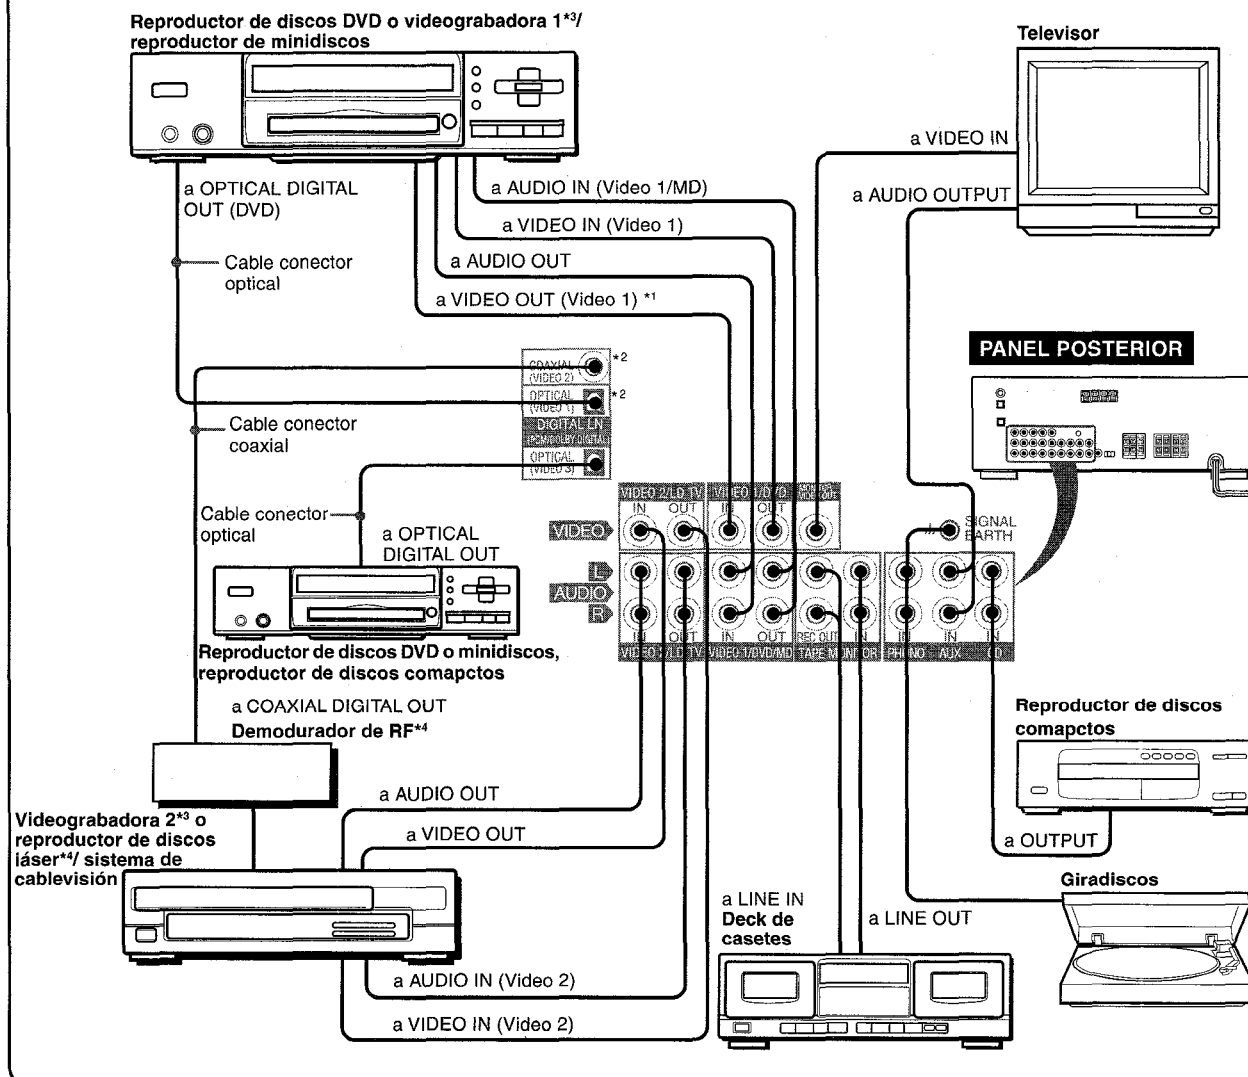 Reproductor de discos DVD o videograbadora 1*3/
reproductor de minidiscos
Televisor
a VIDEO IN
a AUDIO OUTPUT
a OPTICAL DIGITAL
OUT (DVD)
a AUDIO IN (Video 1/MD)
a VIDEO IN (Video 1)
a AUDIO OUT
a VIDEO OUT (Video 1) *1
Cable conector
optical
PANEL POSTERIOR
COAXIAL
(VIDEO 2)
*2
OPTICAL
(VIDEO 1)
*2
DIGITAL IN
(PCM/DOLBY DIGITAL)
OPTICAL
(VIDEO 3)
Cable conector
coaxial
Cable conector
optical
a OPTICAL
DIGITAL OUT
VIDEO 2/LD TV
VIDEO 1/DVD
IN OUT IN OUT
VIDEO
SIGNAL
EARTH
L
AUDIO
R
IN OUT IN OUT REC OUT IN IN IN IN
VIDEO 2/LD TV VIDEO 1/DVD/MD TAPE MONITOR PHONO AUX CD
Reproductor de discos DVD o minidiscos,
reproductor de discos comapctos
a COAXIAL DIGITAL OUT
Demodurador de RF*4
Reproductor de discos
comapctos
a OUTPUT
Videograbadora 2*3 o
reproductor de discos
iáser*4/ sistema de
cablevisión
a AUDIO OUT
a VIDEO OUT
a AUDIO IN (Video 2)
a VIDEO IN (Video 2)
a LINE IN
Deck de
casetes
a LINE OUT
Giradiscos